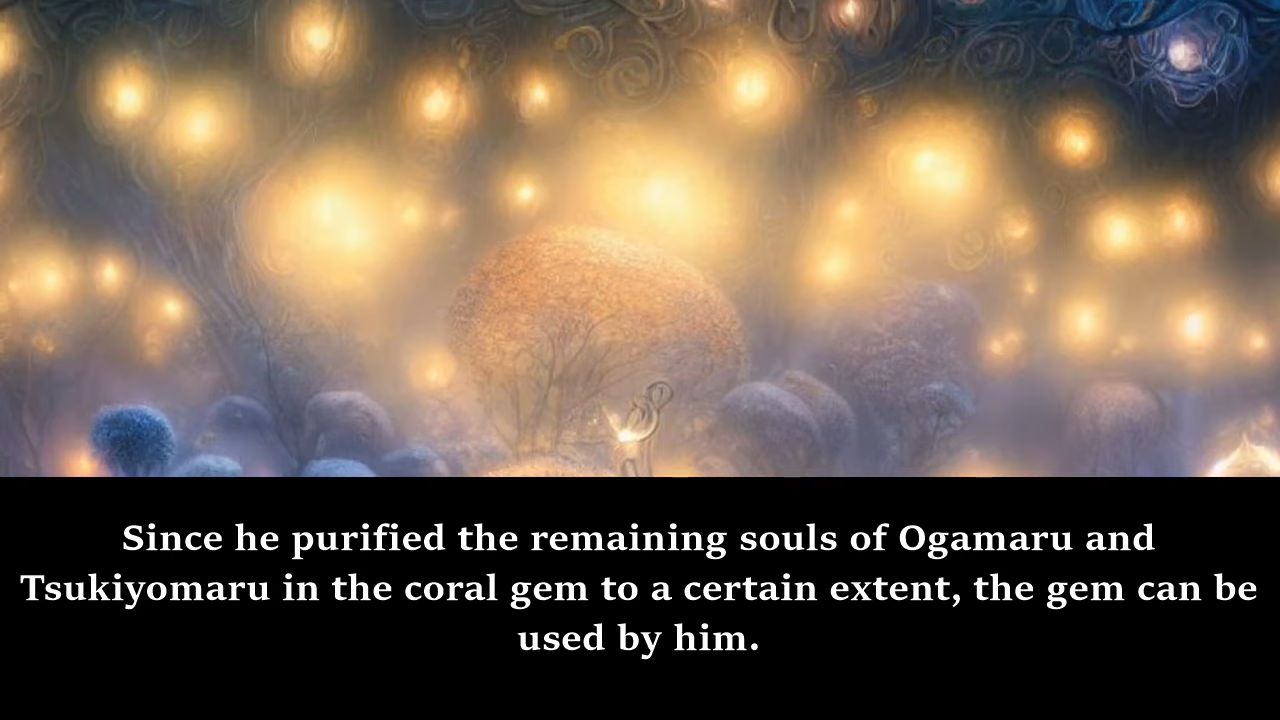 Since he purified the remaining souls of Ogamaru and
Tsukiyomaru in the coral gem to a certain extent, the gem can be
used by him.